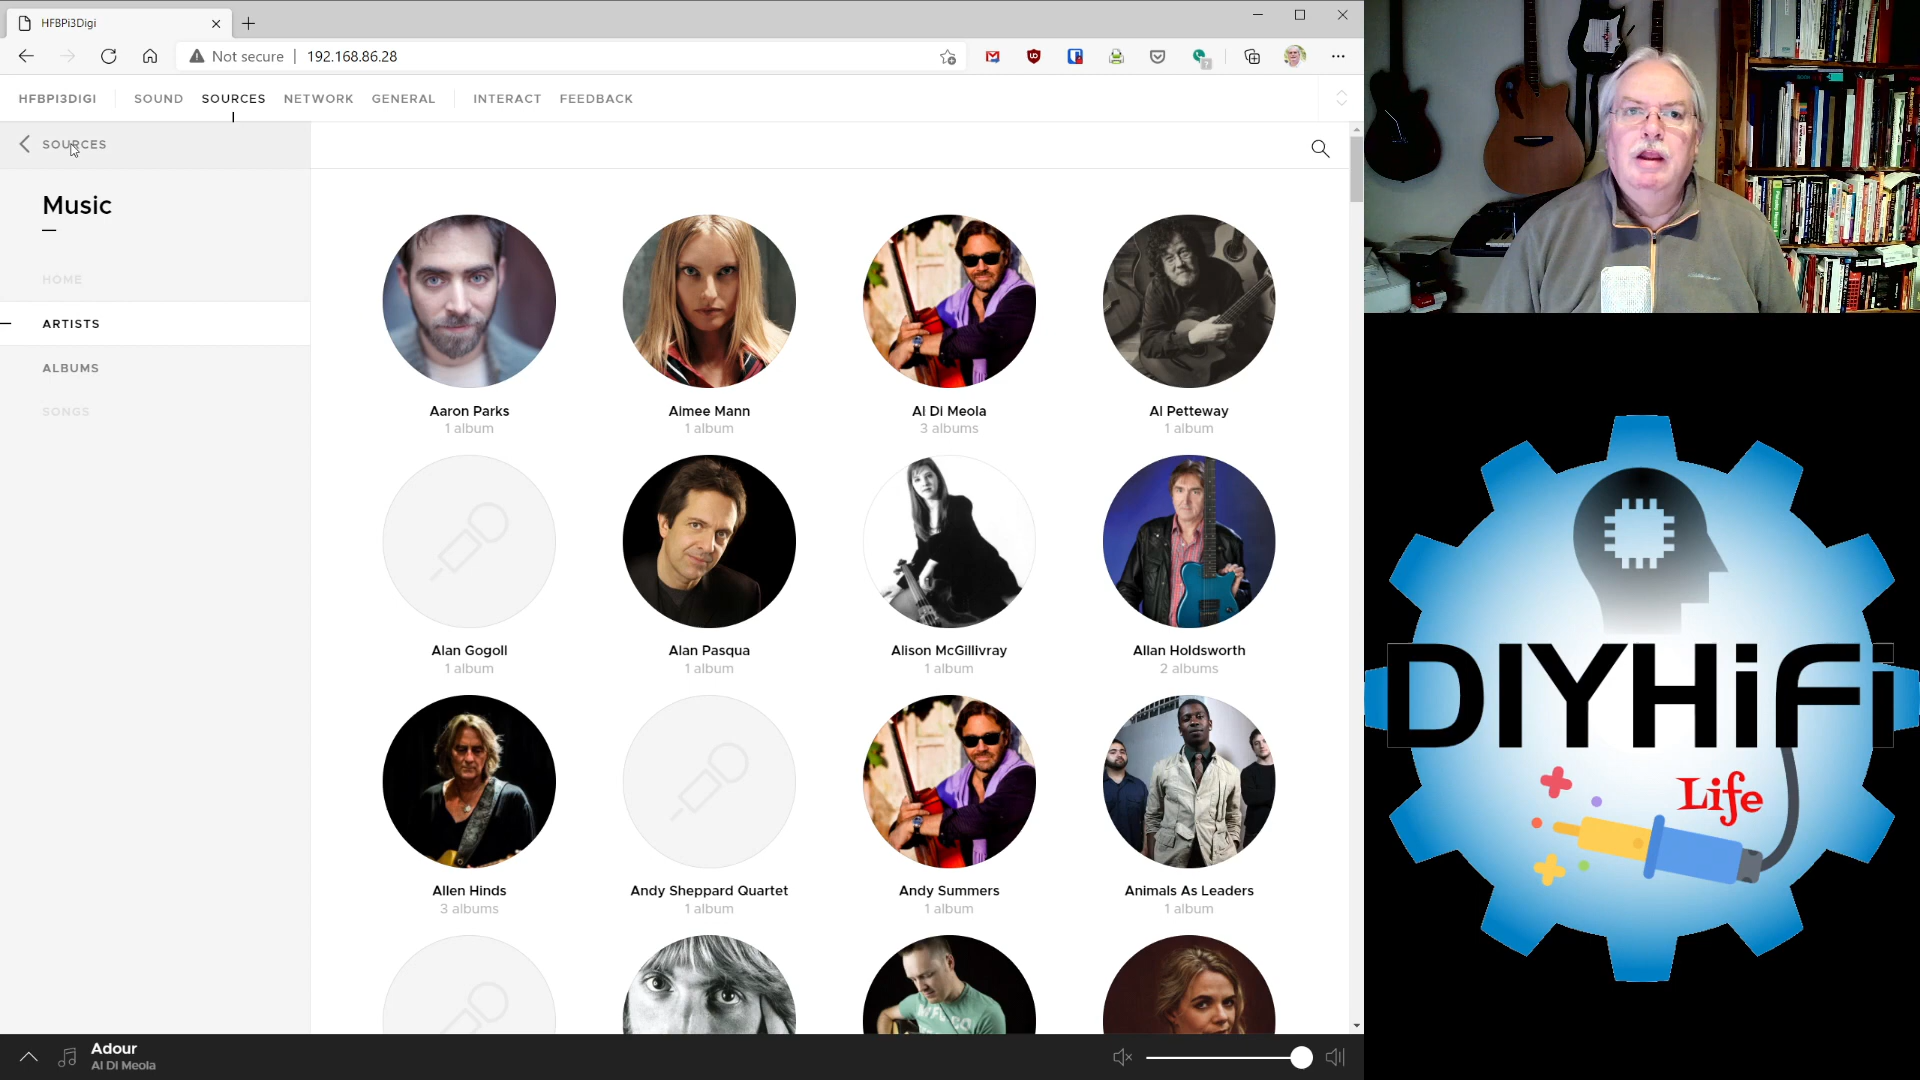 HFBPi3Digi
Not secure
192.168.86.28
HFBPI3DIGI
SOUND
SOURCES
NETWORK
GENERAL
INTERACT
FEEDBACK
SOURCES
Music
HOME
ARTISTS
ALBUMS
SONGS
Aaron Parks
1 album
Aimee Mann
1 album
Al Di Meola
3 albums
Al Petteway
1 album
Alan Gogoll
1 album
Alan Pasqua
1 album
Alison McGillivray
1 album
Allan Holdsworth
2 albums
Allen Hinds
3 albums
Andy Sheppard Quartet
1 album
Andy Summers
1 album
Animals As Leaders
1 album
Adour
Al Di Meola
DIYHiFi
Life